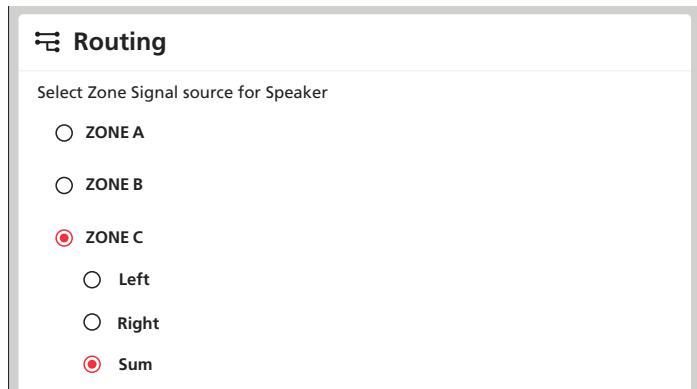 Routing
Select Zone Signal source for Speaker
ZONE A
ZONE B
ZONE C
Left
Right
Sum